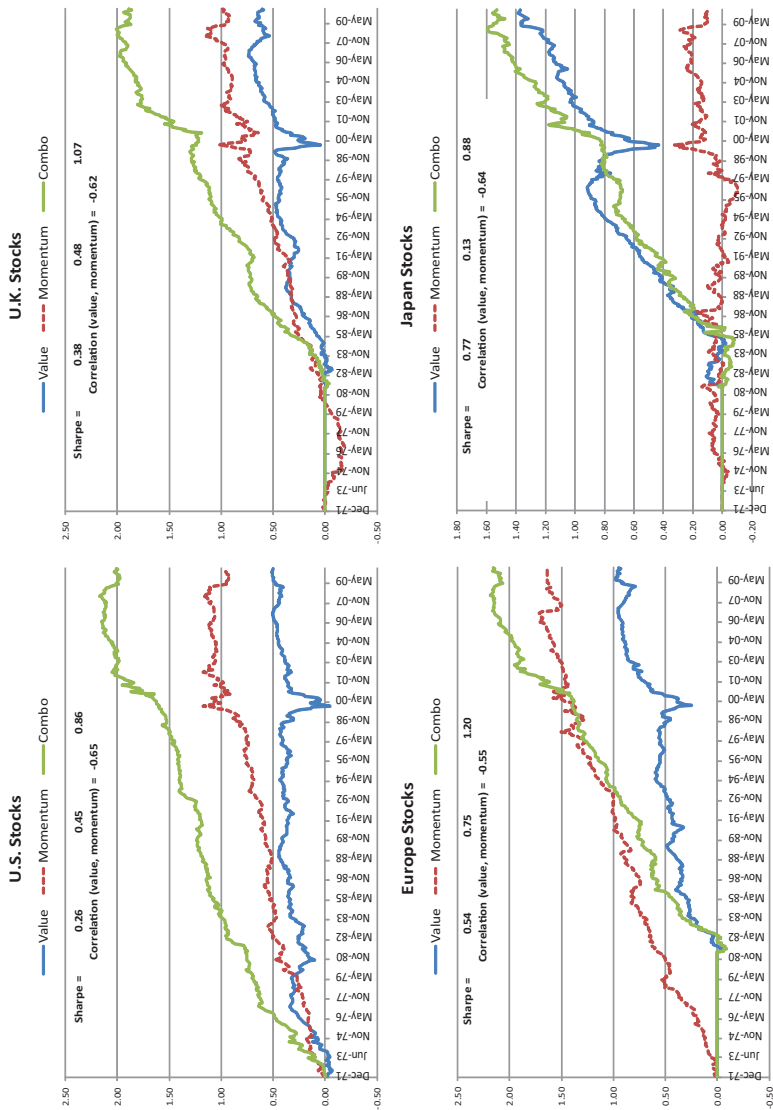 U.S. Stocks
Value Momentum Combo
Sharpe = 0.26 0.45 0.86
Correlation (value, momentum) = -0.65
2.50
2.00
1.50
1.00
0.50
0.00
-0.50
Dec-71 Jun-73 Nov-74 May-76 Nov-77 May-79 Nov-80 May-82 Nov-83 May-85 Nov-86 May-88 Nov-89 May-91 Nov-92 May-94 Nov-95 May-97 Nov-98 May-00 Nov-01 May-03 Nov-04 May-06 Nov-07 May-09
U.K. Stocks
Value Momentum Combo
Sharpe = 0.38 0.48 1.07
Correlation (value, momentum) = -0.62
2.50
2.00
1.50
1.00
0.50
0.00
-0.50
Dec-71 Jun-73 Nov-74 May-76 Nov-77 May-79 Nov-80 May-82 Nov-83 May-85 Nov-86 May-88 Nov-89 May-91 Nov-92 May-94 Nov-95 May-97 Nov-98 May-00 Nov-01 May-03 Nov-04 May-06 Nov-07 May-09
Europe Stocks
Value Momentum Combo
Sharpe = 0.54 0.75 1.20
Correlation (value, momentum) = -0.55
2.50
2.00
1.50
1.00
0.50
0.00
-0.50
Dec-71 Jun-73 Nov-74 May-76 Nov-77 May-79 Nov-80 May-82 Nov-83 May-85 Nov-86 May-88 Nov-89 May-91 Nov-92 May-94 Nov-95 May-97 Nov-98 May-00 Nov-01 May-03 Nov-04 May-06 Nov-07 May-09
Japan Stocks
Value Momentum Combo
Sharpe = 0.77 0.13 0.88
Correlation (value, momentum) = -0.64
1.80
1.60
1.40
1.20
1.00
0.80
0.60
0.40
0.20
0.00
-0.20
Dec-71 Jun-73 Nov-74 May-76 Nov-77 May-79 Nov-80 May-82 Nov-83 May-85 Nov-86 May-88 Nov-89 May-91 Nov-92 May-94 Nov-95 May-97 Nov-98 May-00 Nov-01 May-03 Nov-04 May-06 Nov-07 May-09